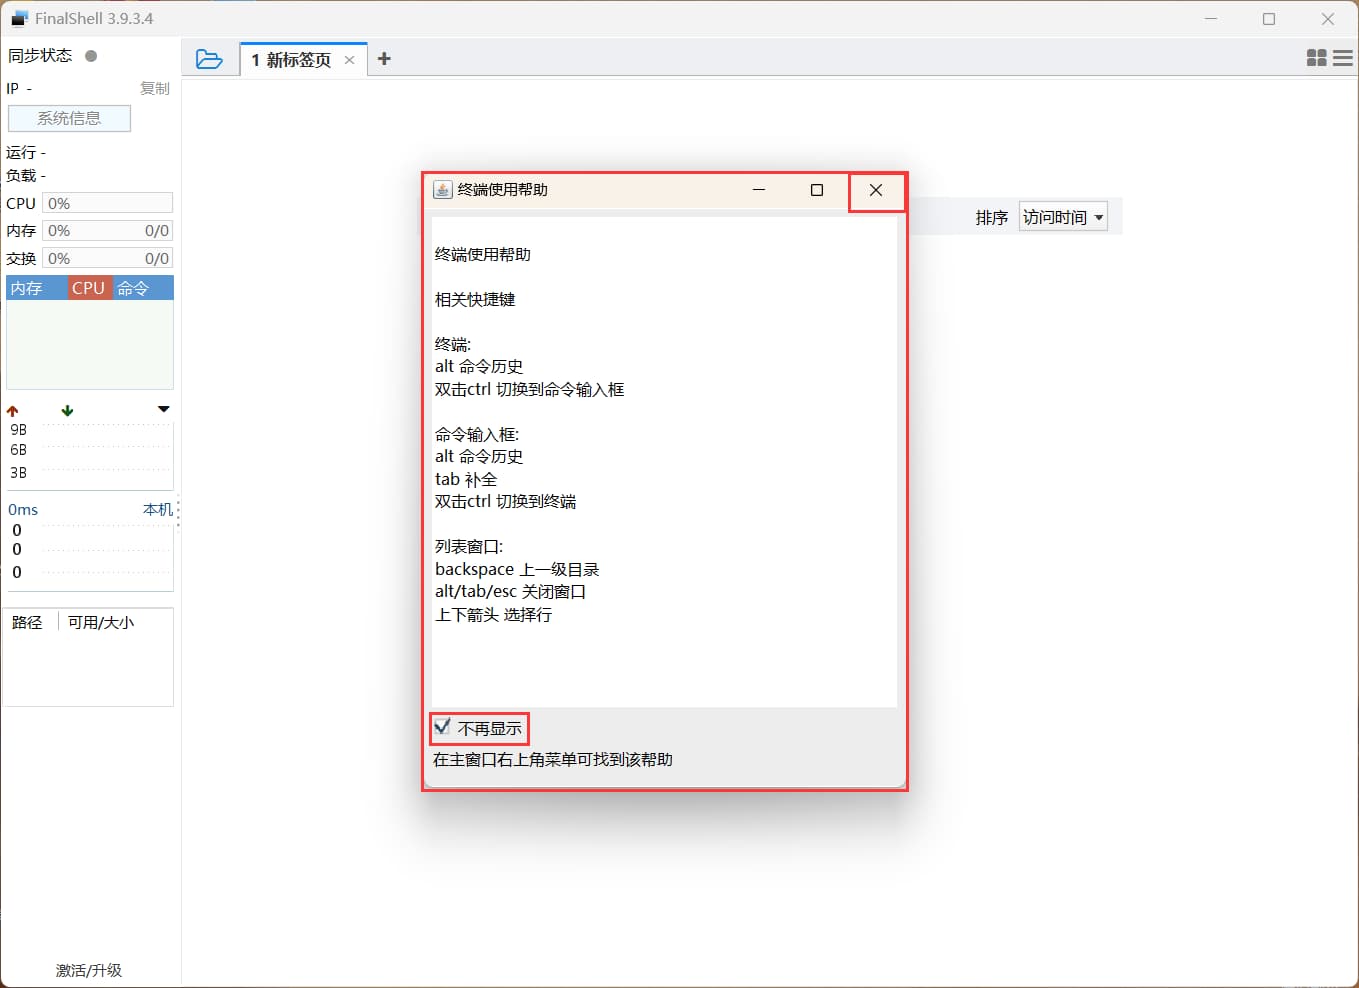 FinalShell 3.9.3.4
同步状态
IP -
复制
系统信息
运行 -
负载 -
CPU 0%
内存 0% 0/0
交换 0% 0/0
内存 CPU 命令
9B
6B
3B
0ms 本机
0
0
0
路径 可用/大小
激活/升级
1 新标签页
排序 访问时间
终端使用帮助
终端使用帮助
相关快捷键
终端:
alt 命令历史
双击ctrl 切换到命令输入框
命令输入框:
alt 命令历史
tab 补全
双击ctrl 切换到终端
列表窗口:
backspace 上一级目录
alt/tab/esc 关闭窗口
上下箭头 选择行
不再显示
在主窗口右上角菜单可找到该帮助